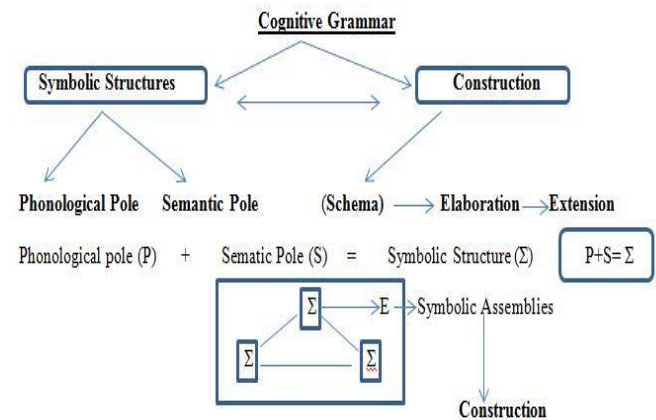 Cognitive Grammar
Symbolic Structures Construction
Phonological Pole Semantic Pole (Schema) Elaboration Extension
Phonological pole (P) + Sematic Pole (S) = Symbolic Structure (Σ) P+S= Σ
Σ E Symbolic Assemblies
Σ Σ
Construction